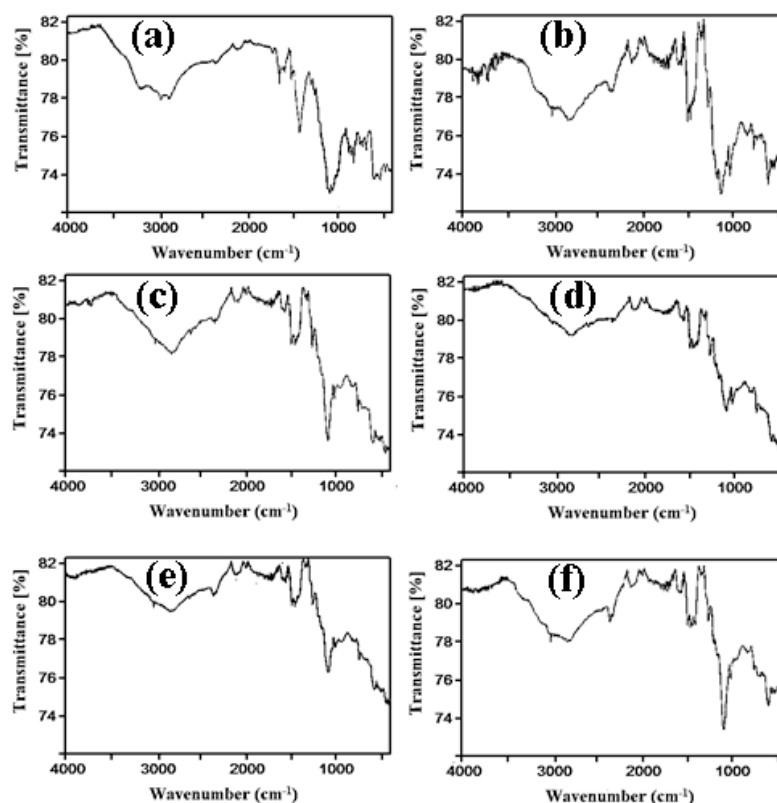 (a)
82
80
78
76
74
Transmittance [%]
4000 3000 2000 1000
Wavenumber (cm-1)
(b)
82
80
78
76
74
Transmittance [%]
4000 3000 2000 1000
Wavenumber (cm-1)
(c)
82
80
78
76
74
Transmittance [%]
4000 3000 2000 1000
Wavenumber (cm-1)
(d)
82
80
78
76
74
Transmittance [%]
4000 3000 2000 1000
Wavenumber (cm-1)
(e)
82
80
78
76
74
Transmittance [%]
4000 3000 2000 1000
Wavenumber (cm-1)
(f)
82
80
78
76
74
Transmittance [%]
4000 3000 2000 1000
Wavenumber (cm-1)